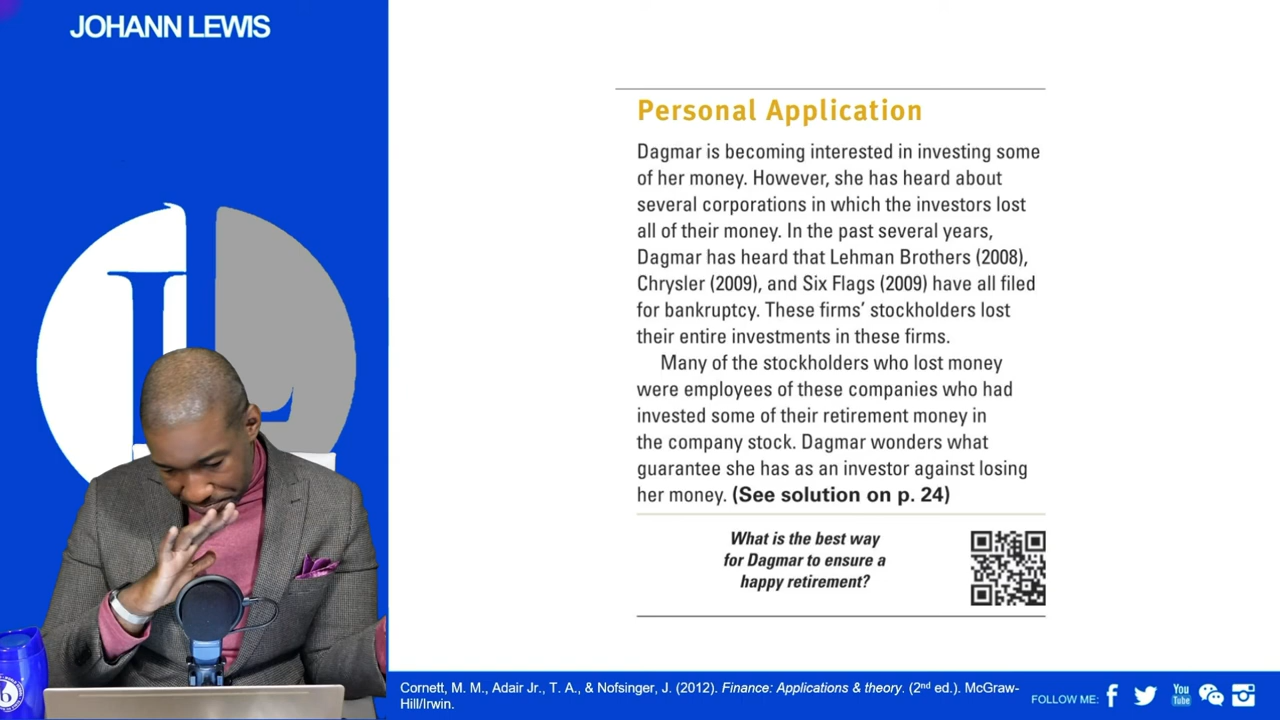 JOHANN LEWIS
Personal Application
Dagmar is becoming interested in investing some
of her money. However, she has heard about
several corporations in which the investors lost
all of their money. In the past several years,
Dagmar has heard that Lehman Brothers (2008),
Chrysler (2009), and Six Flags (2009) have all filed
for bankruptcy. These firms’ stockholders lost
their entire investments in these firms.
Many of the stockholders who lost money
were employees of these companies who had
invested some of their retirement money in
the company stock. Dagmar wonders what
guarantee she has as an investor against losing
her money. (See solution on p. 24)
What is the best way
for Dagmar to ensure a
happy retirement?
Cornett, M. M., Adair Jr., T. A., & Nofsinger, J. (2012). Finance: Applications & theory. (2nd ed.). McGraw-
Hill/Irwin.
FOLLOW ME:
You
Tube